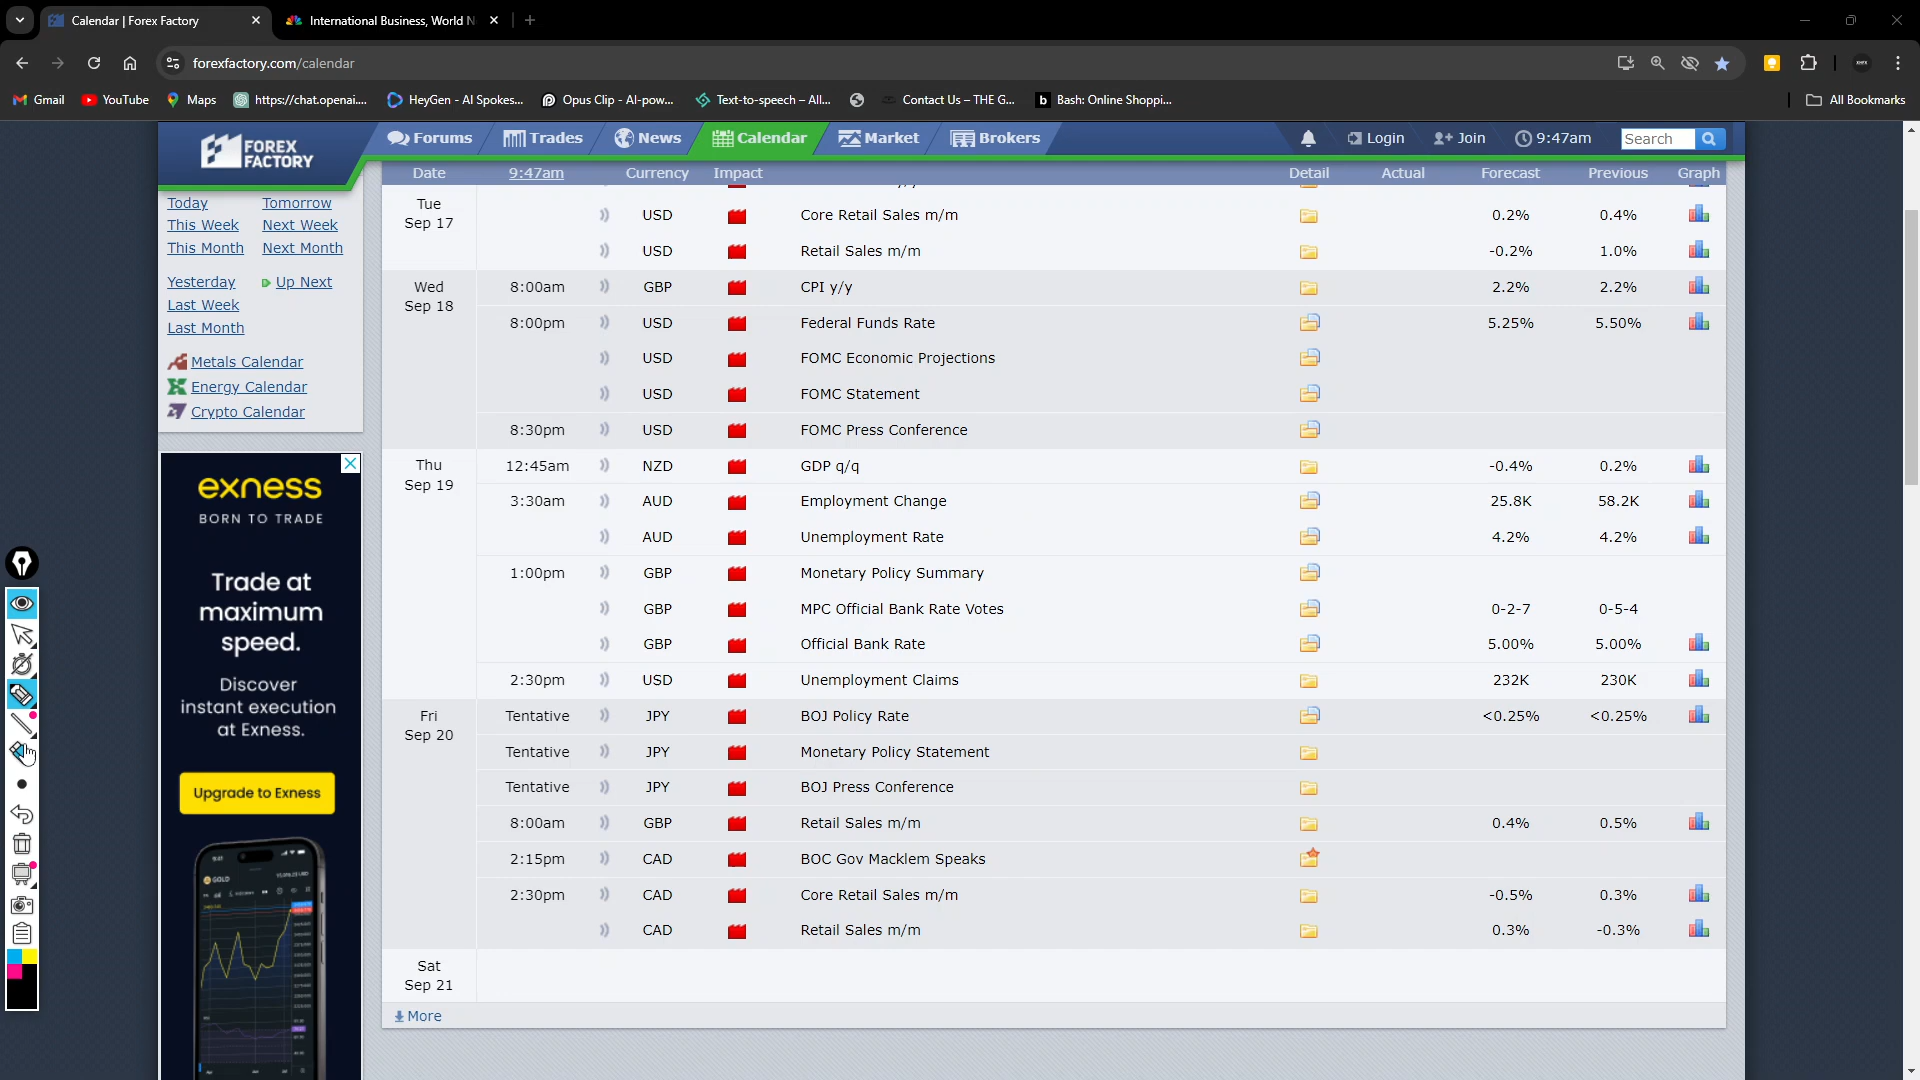 Calendar | Forex Factory
International Business, World N
forexfactory.com/calendar
Gmail YouTube Maps https://chat.openai.... HeyGen - AI Spokes... Opus Clip - AI-pow... Text-to-speech – All... Contact Us – THE G... Bash: Online Shoppi... All Bookmarks
FOREX FACTORY
Forums Trades News Calendar Market Brokers Login Join 9:47am Search
Date 9:47am Currency Impact Detail Actual Forecast Previous Graph
Today Tomorrow
This Week Next Week
This Month Next Month
Yesterday Up Next
Last Week
Last Month
Metals Calendar
Energy Calendar
Crypto Calendar
exness
BORN TO TRADE
Trade at
maximum
speed.
Discover
instant execution
at Exness.
Upgrade to Exness
GOLD
Tue Sep 17 USD Core Retail Sales m/m 0.2% 0.4%
USD Retail Sales m/m -0.2% 1.0%
Wed Sep 18 8:00am GBP CPI y/y 2.2% 2.2%
8:00pm USD Federal Funds Rate 5.25% 5.50%
USD FOMC Economic Projections
USD FOMC Statement
8:30pm USD FOMC Press Conference
Thu Sep 19 12:45am NZD GDP q/q -0.4% 0.2%
3:30am AUD Employment Change 25.8K 58.2K
AUD Unemployment Rate 4.2% 4.2%
1:00pm GBP Monetary Policy Summary
GBP MPC Official Bank Rate Votes 0-2-7 0-5-4
GBP Official Bank Rate 5.00% 5.00%
2:30pm USD Unemployment Claims 232K 230K
Fri Sep 20 Tentative JPY BOJ Policy Rate <0.25% <0.25%
Tentative JPY Monetary Policy Statement
Tentative JPY BOJ Press Conference
8:00am GBP Retail Sales m/m 0.4% 0.5%
2:15pm CAD BOC Gov Macklem Speaks
2:30pm CAD Core Retail Sales m/m -0.5% 0.3%
CAD Retail Sales m/m 0.3% -0.3%
Sat Sep 21
More